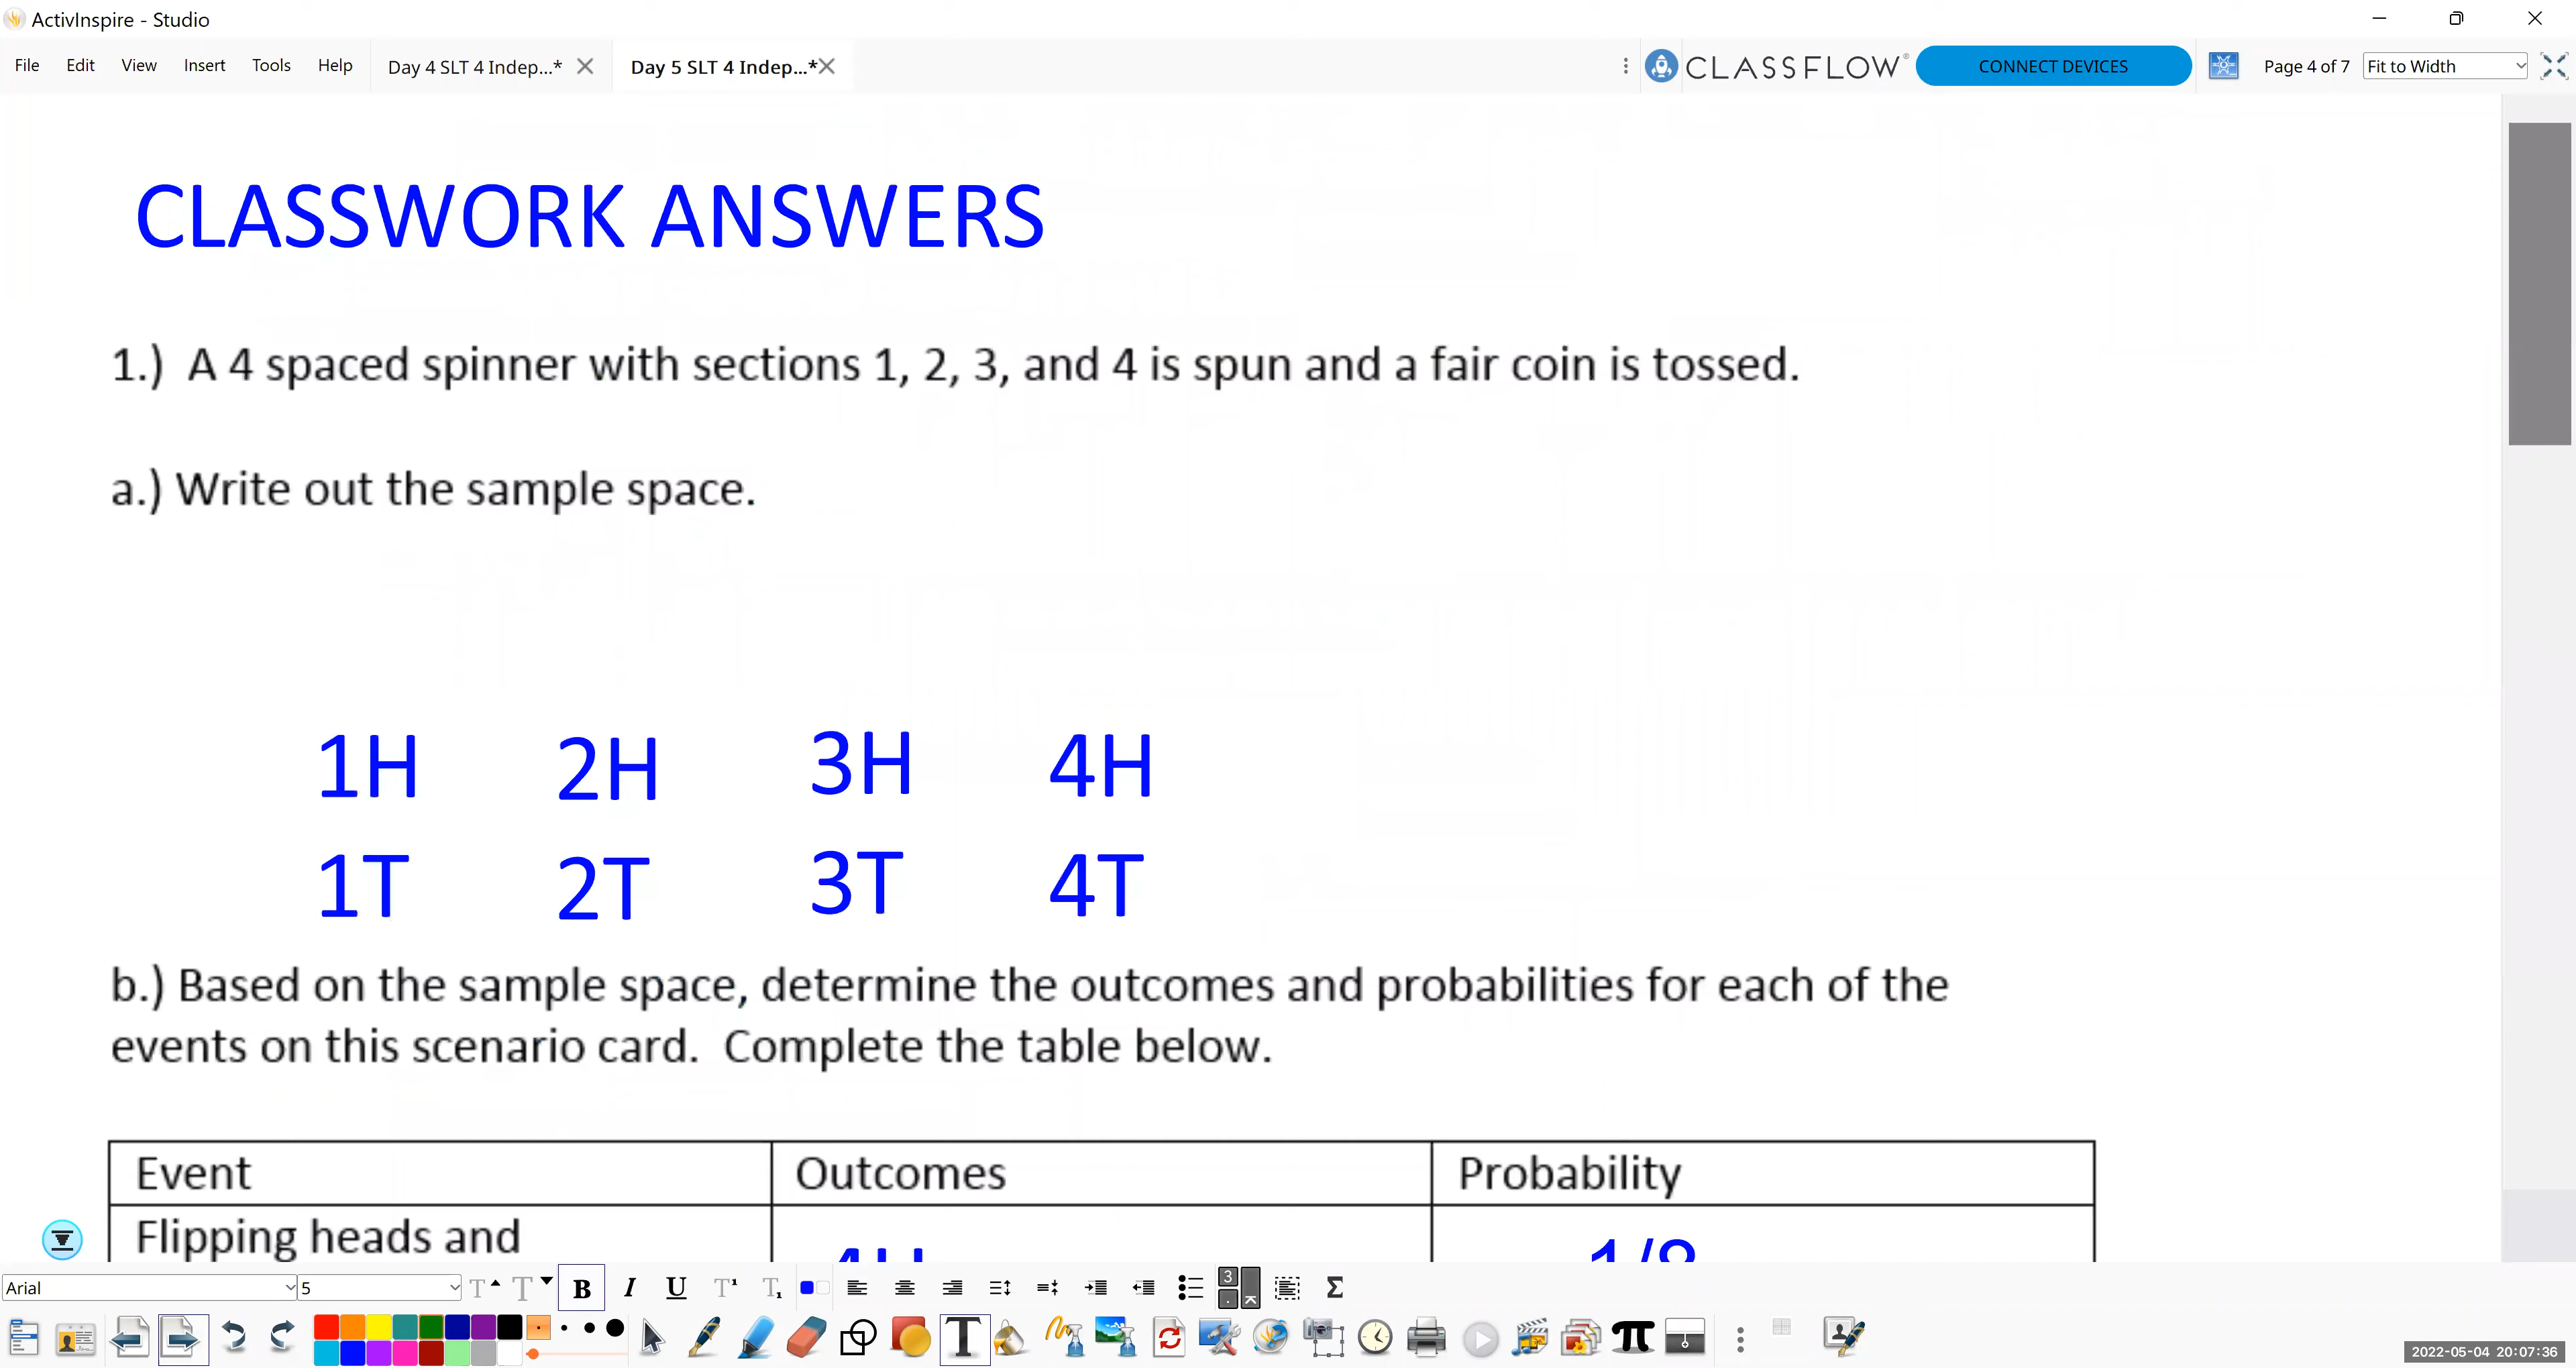 ActivInspire - Studio
File Edit View Insert Tools Help Day 4 SLT 4 Indep...* Day 5 SLT 4 Indep...* CLASSFLOW® CONNECT DEVICES Page 4 of 7 Fit to Width
CLASSWORK ANSWERS
1.) A 4 spaced spinner with sections 1, 2, 3, and 4 is spun and a fair coin is tossed.
a.) Write out the sample space.
1H 2H 3H 4H
1T 2T 3T 4T
b.) Based on the sample space, determine the outcomes and probabilities for each of the
events on this scenario card. Complete the table below.
Event Outcomes Probability
Flipping heads and
Arial 5 B I U
2022-05-04 20:07:36